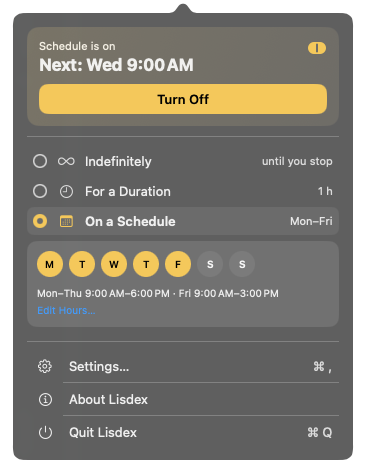 Schedule is on
Next: Wed 9:00 AM
Turn Off
Indefinitely until you stop
For a Duration 1 h
On a Schedule Mon–Fri
M T W T F S S
Mon–Thu 9:00 AM–6:00 PM · Fri 9:00 AM–3:00 PM
Edit Hours...
Settings... ⌘ ,
About Lisdex
Quit Lisdex ⌘ Q